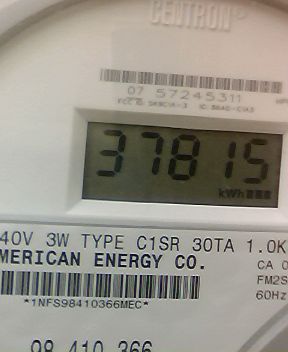 CENTRON®
07 57245311
37815
kWh
40V 3W TYPE C1SR 30TA 1.0K
MERICAN ENERGY CO.
CA 0
FM2S
60Hz
*1NFS98410366MEC*
98 410 366